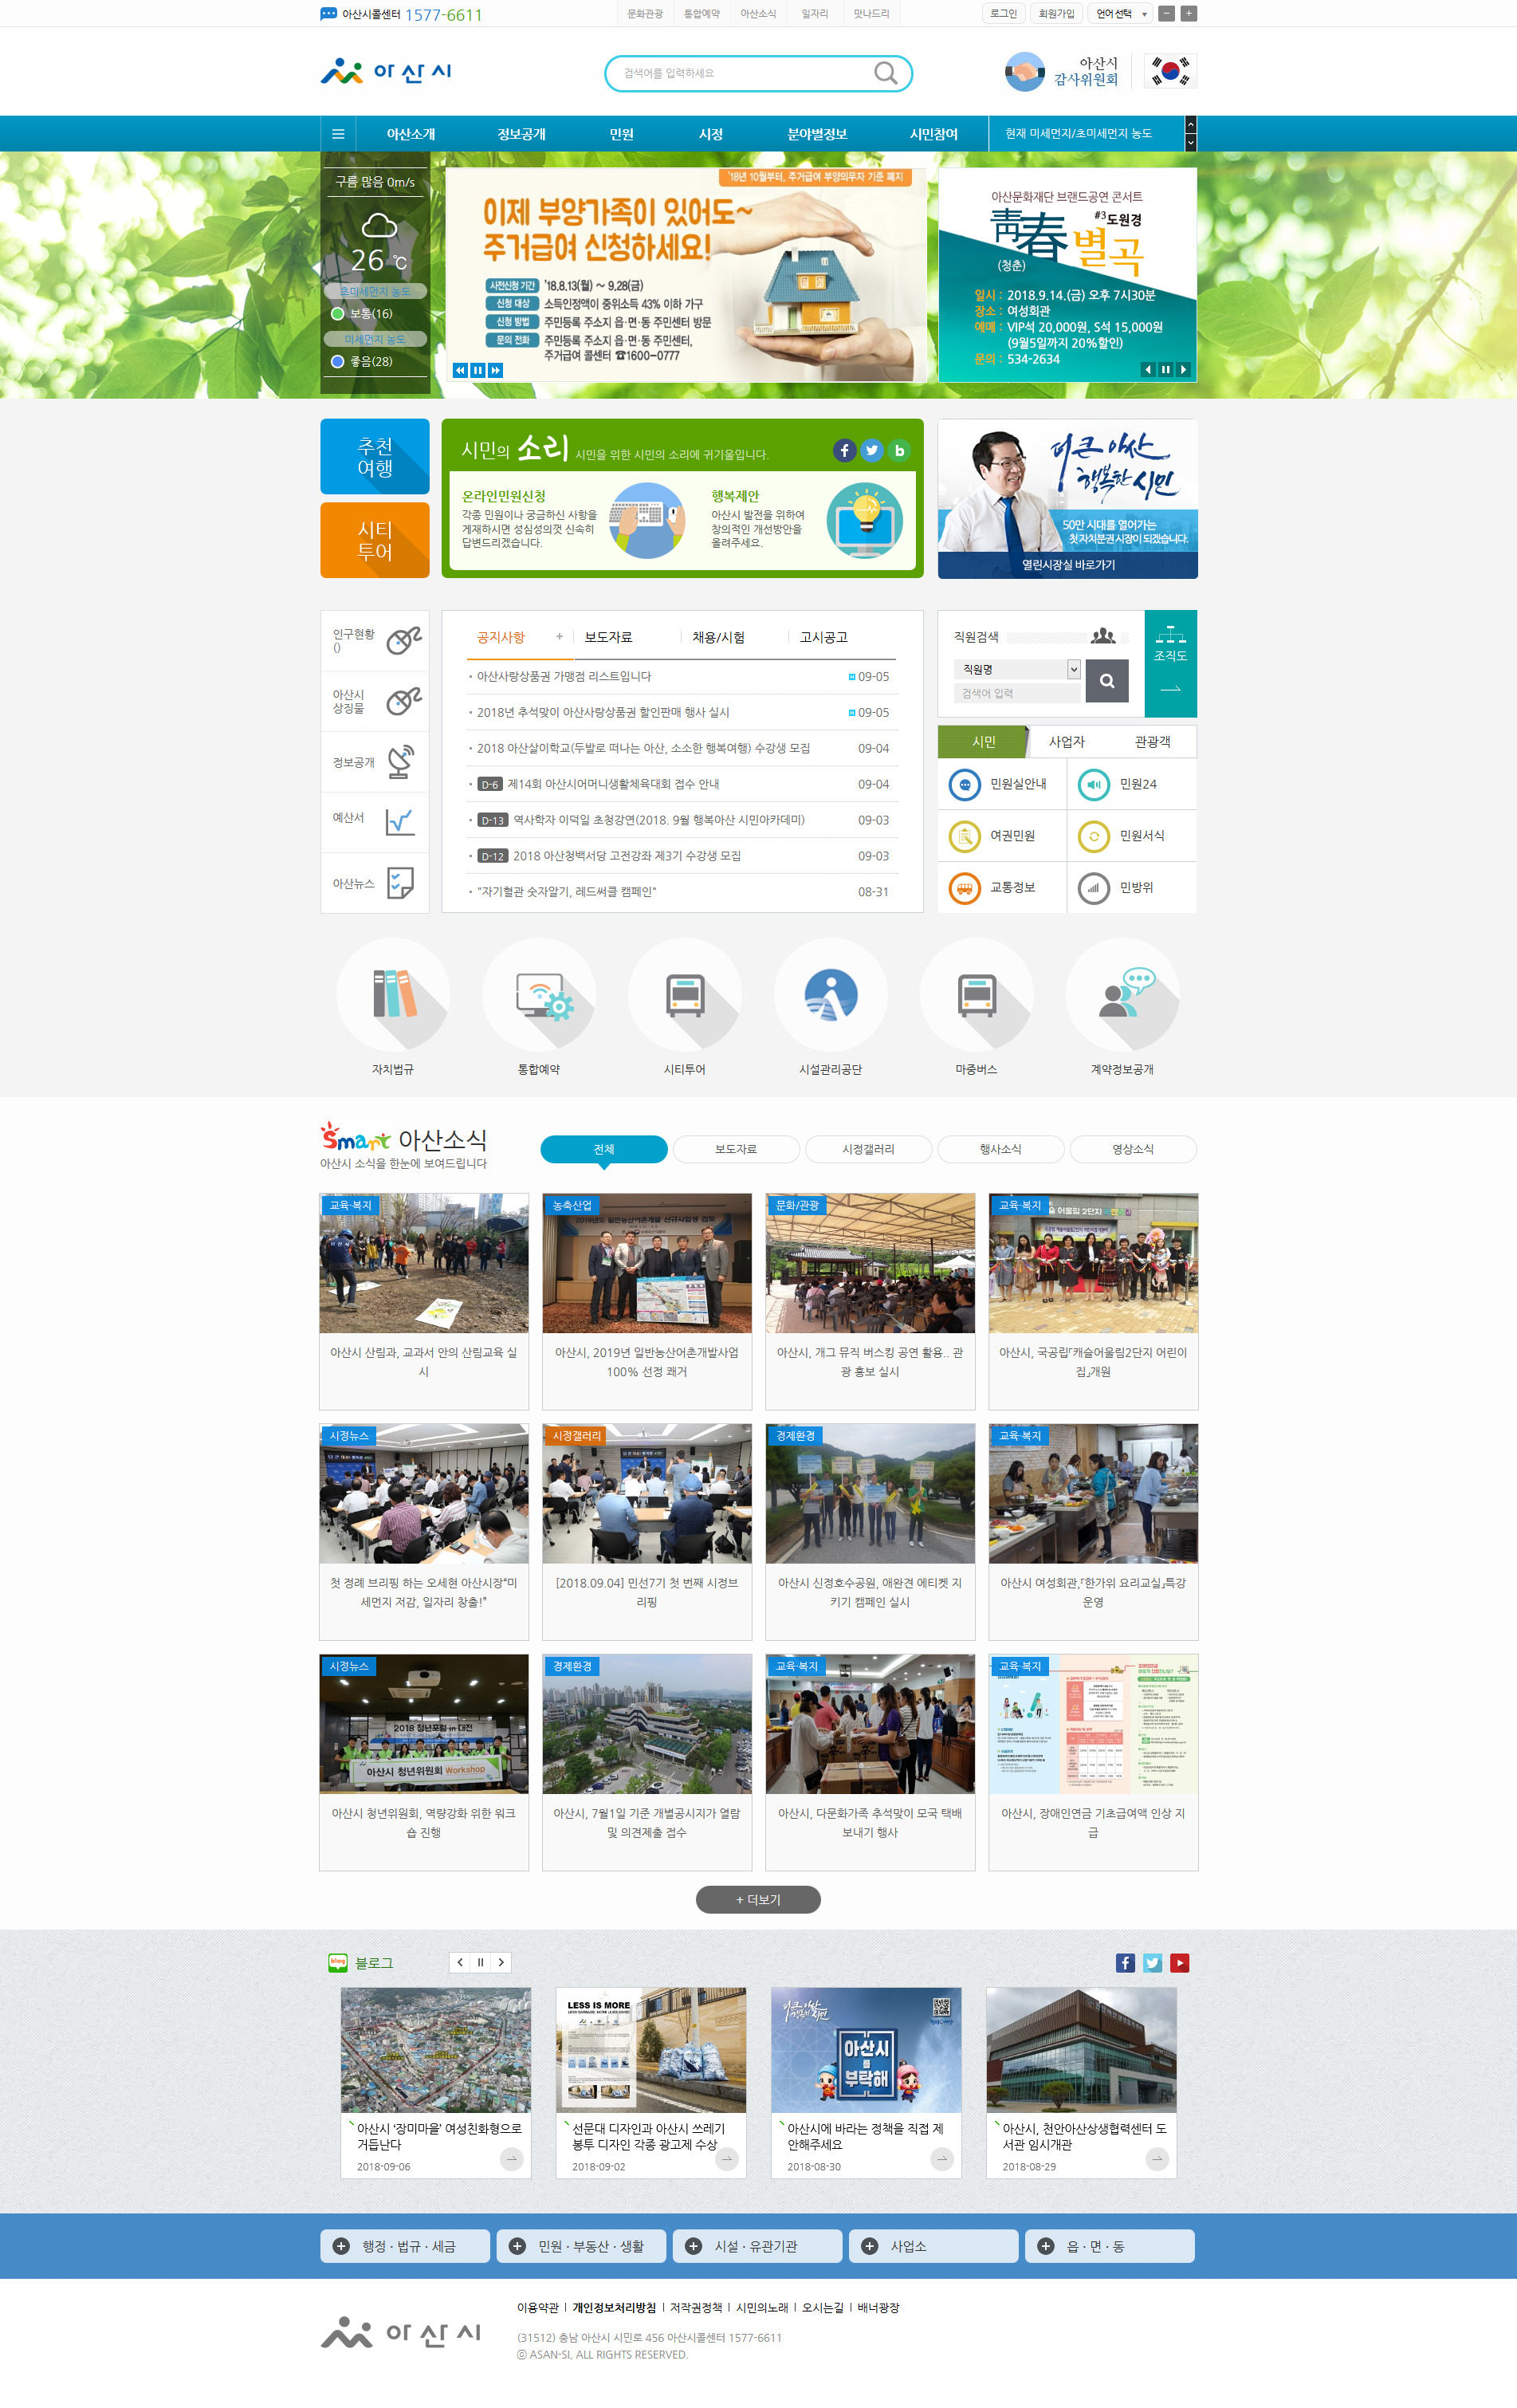 아산시콜센터 1577-6611
문화관광 통합예약 아산소식 일자리 맛나드리
로그인 회원가입 언어 선택
아산시
검색어를 입력하세요
아산시
감사위원회
아산소개 정보공개 민원 시정 분야별정보 시민참여
현재 미세먼지/초미세먼지 농도
구름 많음 0m/s
26 ℃
초미세먼지 농도
보통(16)
미세먼지 농도
좋음(28)
'18년 10월부터, 주거급여 부양의무자 기준 폐지
이제 부양가족이 있어도~
주거급여 신청하세요!
사전신청 기간 '18.8.13(월) ~ 9.28(금)
신청 대상 소득인정액이 중위소득 43% 이하 가구
신청 방법 주민등록 주소지 읍·면·동 주민센터 방문
문의 전화 주민등록 주소지 읍·면·동 주민센터,
주거급여 콜센터 ☎1600-0777
아산문화재단 브랜드공연 콘서트
靑春 #3도원경
(청춘) 별곡
일시 : 2018.9.14.(금) 오후 7시30분
장소 : 여성회관
예매 : VIP석 20,000원, S석 15,000원
(9월5일까지 20%할인)
문의 : 534-2634
추천
여행
시티
투어
시민의 소리 시민을 위한 시민의 소리에 귀기울입니다.
온라인민원신청
각종 민원이나 궁금하신 사항을
게재하시면 성심성의껏 신속히
답변드리겠습니다.
행복제안
아산시 발전을 위하여
창의적인 개선방안을
올려주세요.
더 큰 아산
행복한 시민
50만 시대를 열어가는
첫 자치분권 시장이 되겠습니다.
열린시장실 바로가기
인구현황
()
아산시
상징물
정보공개
예산서
아산뉴스
공지사항 + 보도자료 채용/시험 고시공고
아산사랑상품권 가맹점 리스트입니다 09-05
2018년 추석맞이 아산사랑상품권 할인판매 행사 실시 09-05
2018 아산살이학교(두발로 떠나는 아산, 소소한 행복여행) 수강생 모집 09-04
D-6 제14회 아산시어머니생활체육대회 접수 안내 09-04
D-13 역사학자 이덕일 초청강연(2018. 9월 행복아산 시민아카데미) 09-03
D-12 2018 아산청백서당 고전강좌 제3기 수강생 모집 09-03
"자기혈관 숫자알기, 레드써클 캠페인" 08-31
직원검색
직원명
검색어 입력
조직도
시민 사업자 관광객
민원실안내 민원24
여권민원 민원서식
교통정보 민방위
자치법규 통합예약 시티투어 시설관리공단 마중버스 계약정보공개
Smart 아산소식
아산시 소식을 한눈에 보여드립니다
전체 보도자료 시정갤러리 행사소식 영상소식
교육·복지 농축산업 문화/관광 교육·복지
아산시 산림과, 교과서 안의 산림교육 실
시
아산시, 2019년 일반농산어촌개발사업
100% 선정 쾌거
아산시, 개그 뮤직 버스킹 공연 활용.. 관
광 홍보 실시
아산시, 국공립「캐슬어울림2단지 어린이
집」개원
시정뉴스 시정갤러리 경제환경 교육·복지
첫 정례 브리핑 하는 오세현 아산시장“미
세먼지 저감, 일자리 창출!”
[2018.09.04] 민선7기 첫 번째 시정브
리핑
아산시 신정호수공원, 애완견 에티켓 지
키기 캠페인 실시
아산시 여성회관,「한가위 요리교실」특강
운영
시정뉴스 경제환경 교육·복지 교육·복지
2018 청년포럼 in 대전
아산시 청년위원회 Workshop
아산시 청년위원회, 역량강화 위한 워크
숍 진행
아산시, 7월1일 기준 개별공시지가 열람
및 의견제출 접수
아산시, 다문화가족 추석맞이 모국 택배
보내기 행사
아산시, 장애인연금 기초급여액 인상 지
급
+ 더보기
blog 블로그
LESS IS MORE
더 큰 아산 행복한 시민
아산시
를
부탁해
아산시 ‘장미마을’ 여성친화형으로
거듭난다
2018-09-06
선문대 디자인과 아산시 쓰레기
봉투 디자인 각종 광고제 수상
2018-09-02
아산시에 바라는 정책을 직접 제
안해주세요
2018-08-30
아산시, 천안아산상생협력센터 도
서관 임시개관
2018-08-29
행정 · 법규 · 세금 민원 · 부동산 · 생활 시설 · 유관기관 사업소 읍 · 면 · 동
이용약관 | 개인정보처리방침 | 저작권정책 | 시민의노래 | 오시는길 | 배너광장
아산시
(31512) 충남 아산시 시민로 456 아산시콜센터 1577-6611
ⓒ ASAN-SI, ALL RIGHTS RESERVED.